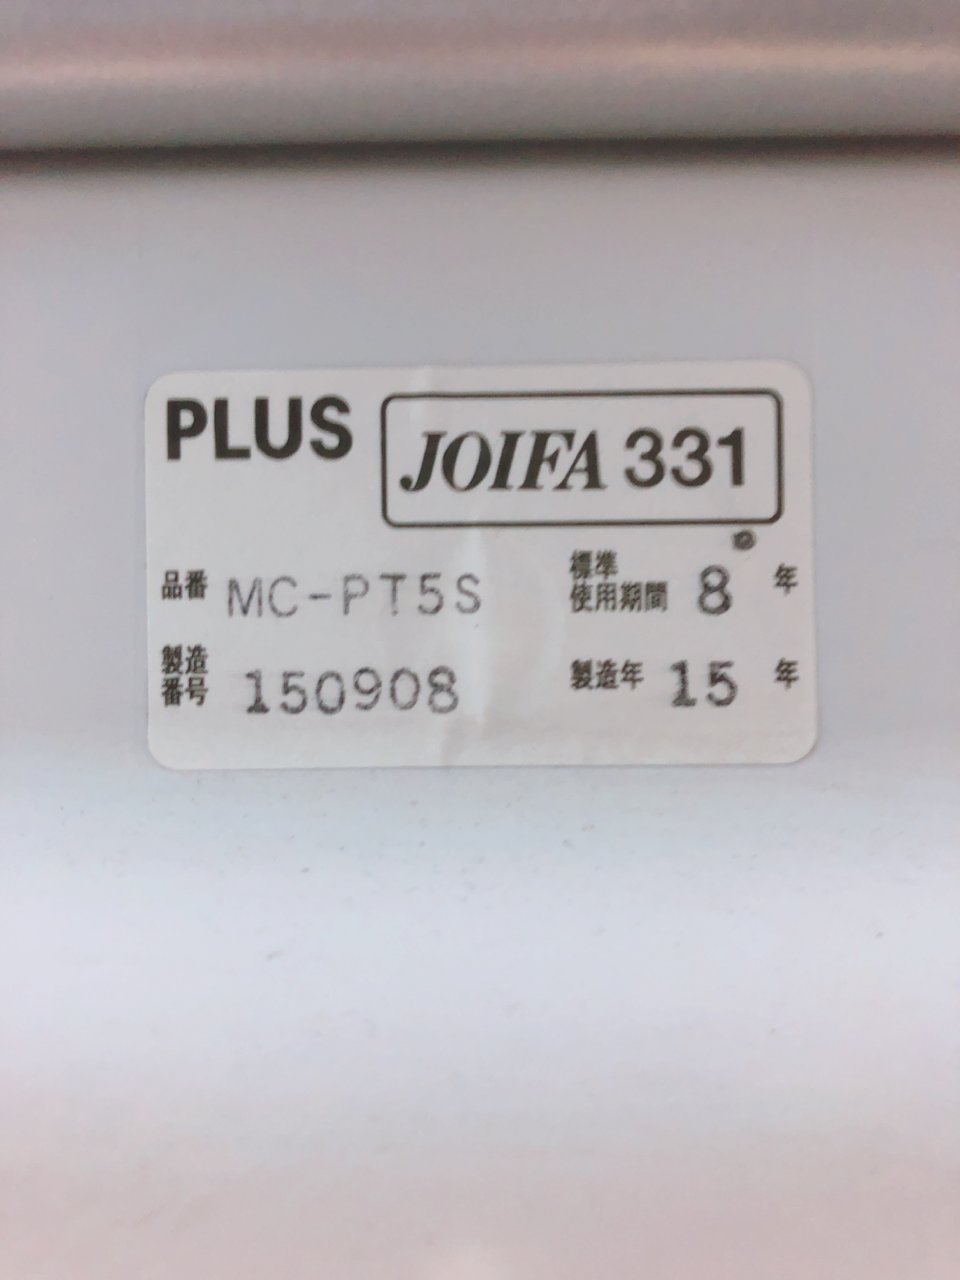 PLUS JOIFA 331
品番 MC-PT5S 標準使用期間 8 年
製造番号 150908 製造年 15 年